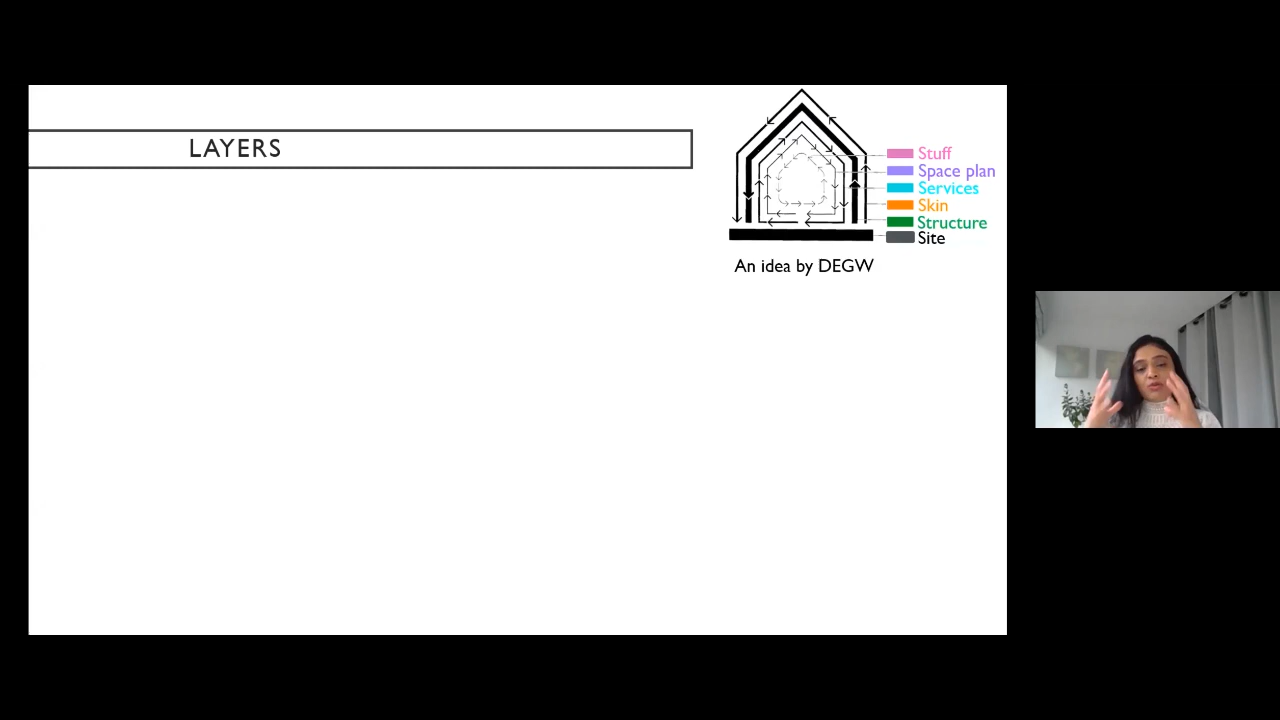 LAYERS
Stuff
Space plan
Services
Skin
Structure
Site
An idea by DEGW